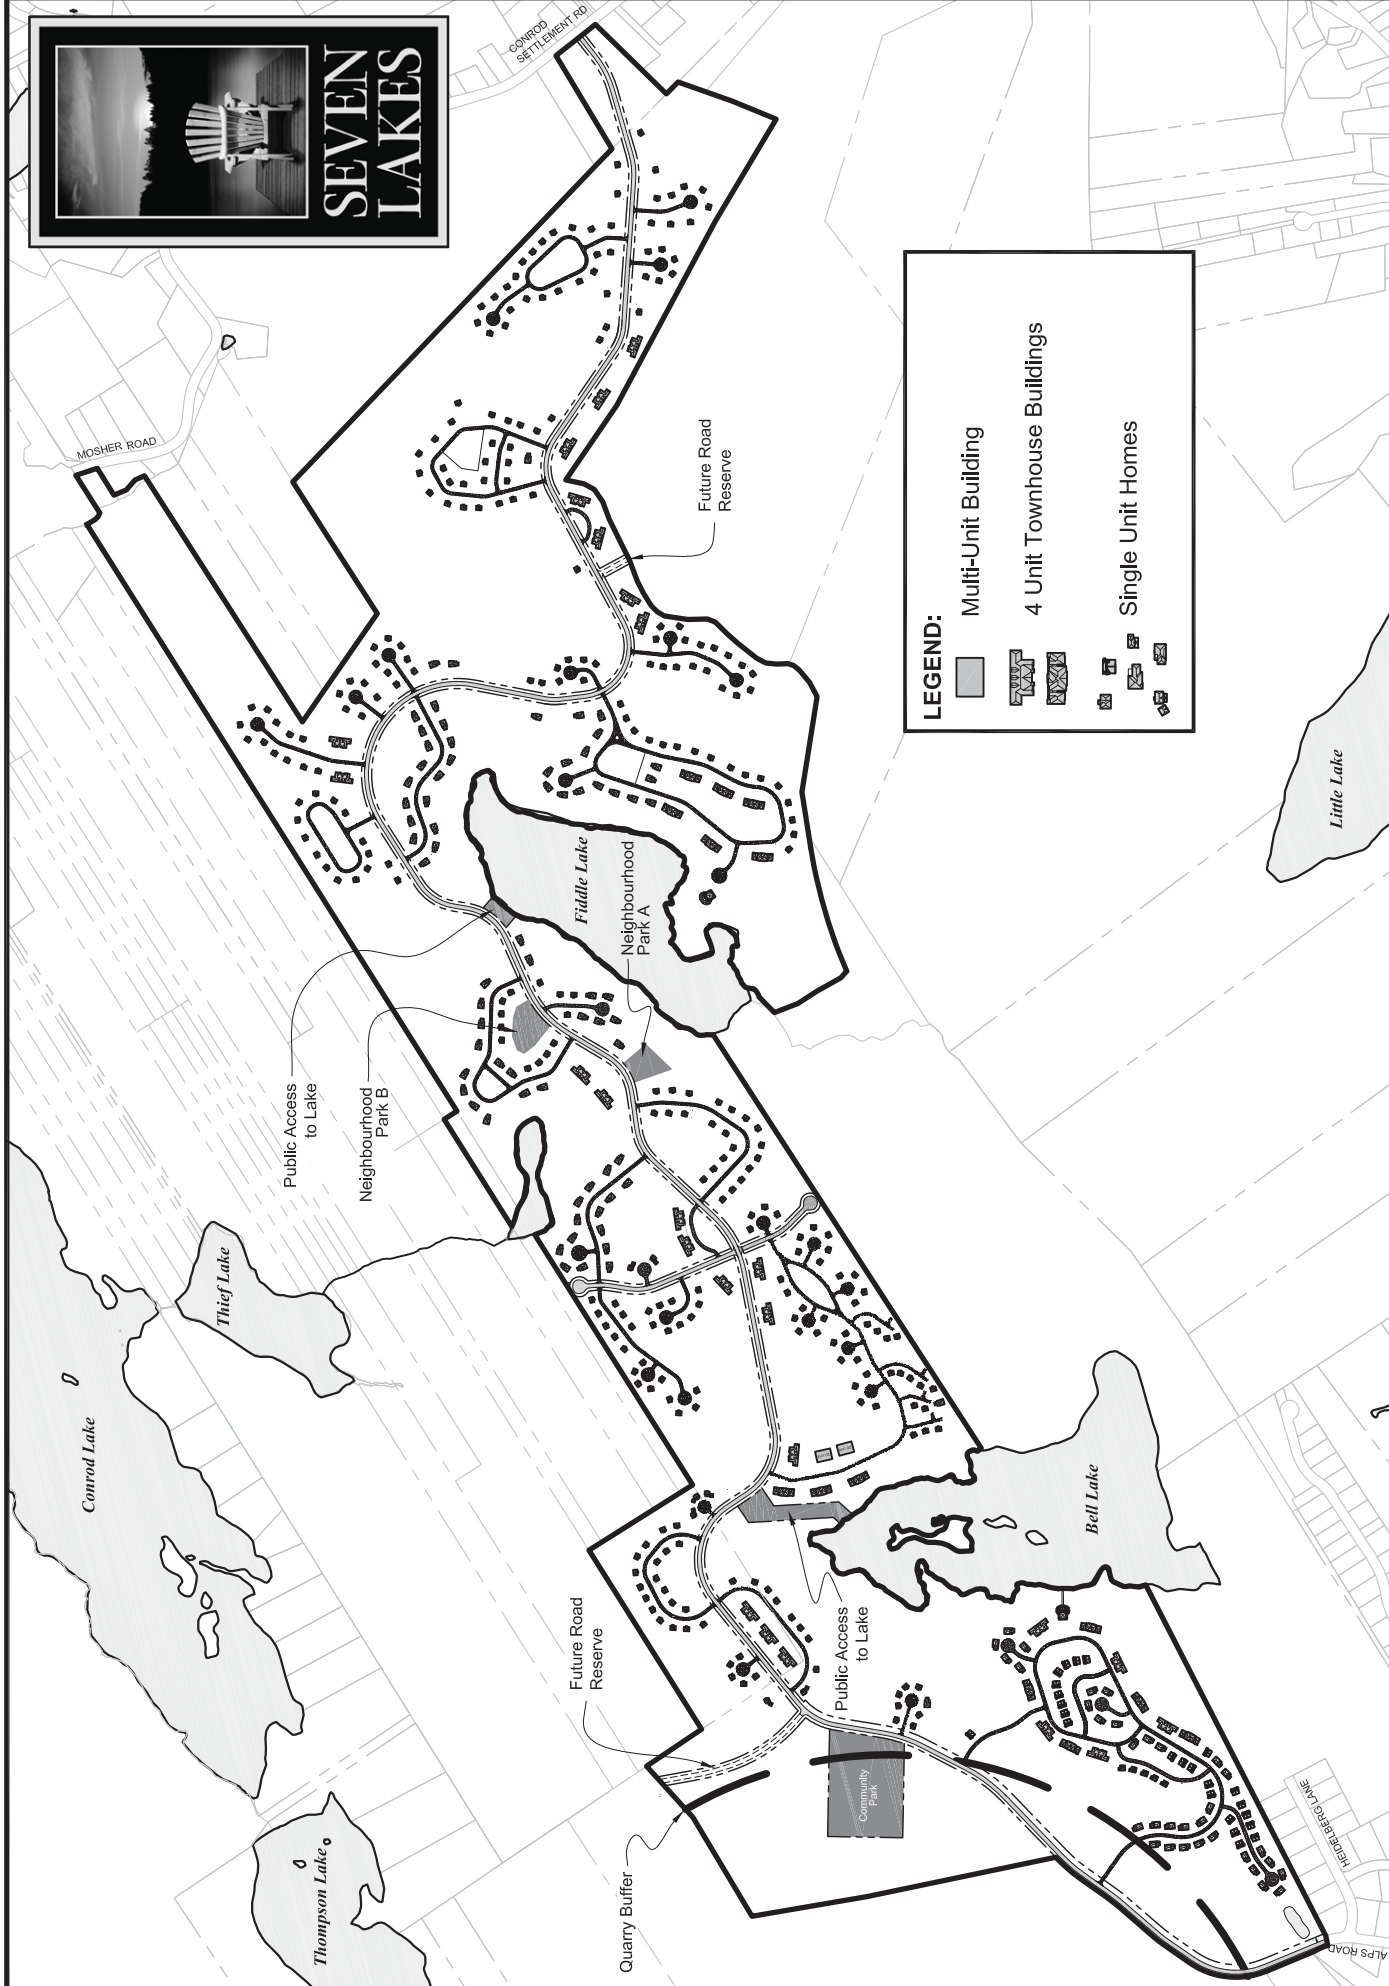 SEVEN
LAKES
CONROD
SETTLEMENT RD
MOSHER ROAD
Future Road
Reserve
LEGEND:
Multi-Unit Building
4 Unit Townhouse Buildings
Single Unit Homes
Little Lake
Fiddle Lake
Neighbourhood
Park A
Public Access
to Lake
Neighbourhood
Park B
Thief Lake
Conrod Lake
Bell Lake
Public Access
to Lake
Future Road
Reserve
Community
Park
Quarry Buffer
Thompson Lake
HEIDELBERG LANE
ALPS ROAD